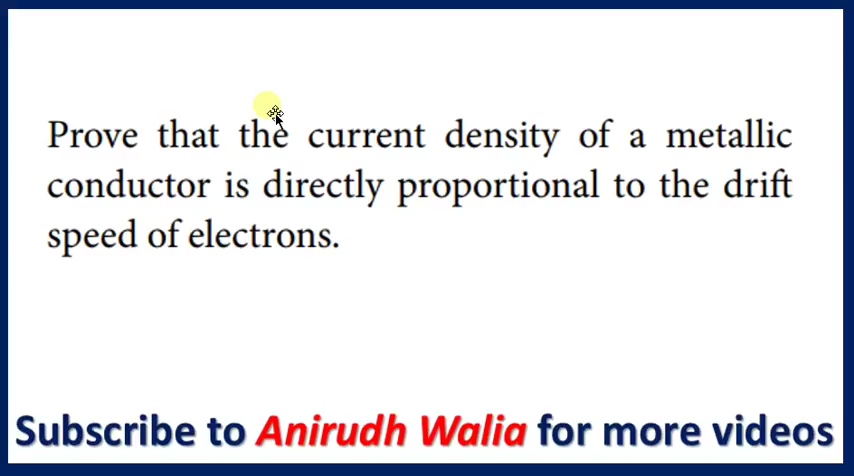 Prove that the current density of a metallic
conductor is directly proportional to the drift
speed of electrons.
Subscribe to Anirudh Walia for more videos